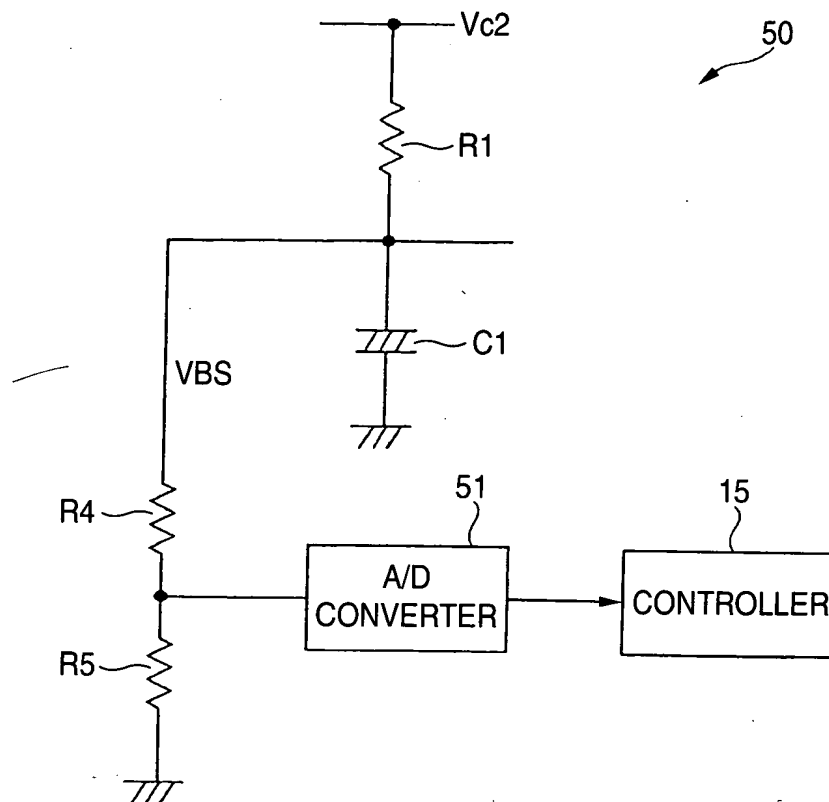 Vc2
50
R1
C1
VBS
R4
51
15
A/D
CONVERTER
CONTROLLER
R5